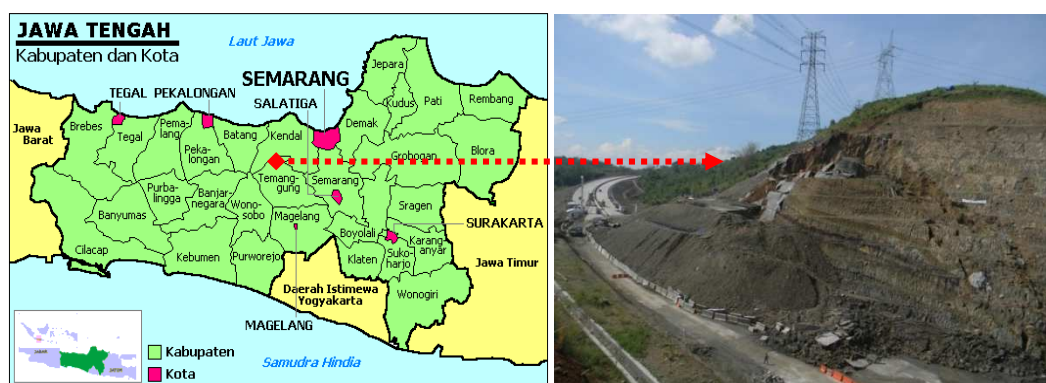 JAWA TENGAH
Kabupaten dan Kota
Laut Jawa
SEMARANG
TEGAL
PEKALONGAN
SALATIGA
Jepara
Kudus
Pati
Rembang
Demak
Brebes
Tegal
Pema-
lang
Peka-
longan
Batang
Kendal
Grobogan
Blora
Jawa
Barat
Temang-
gung
Semarang
Purba-
lingga
Banjar-
negara
Wono-
sobo
Magelang
Sragen
SURAKARTA
Banyumas
Boyolali
Karang-
anyar
Cilacap
Kebumen
Purworejo
Klaten
Suko-
harjo
Jawa Timur
Daerah Istimewa
Yogyakarta
Wonogiri
MAGELANG
Kabupaten
Kota
Samudra Hindia